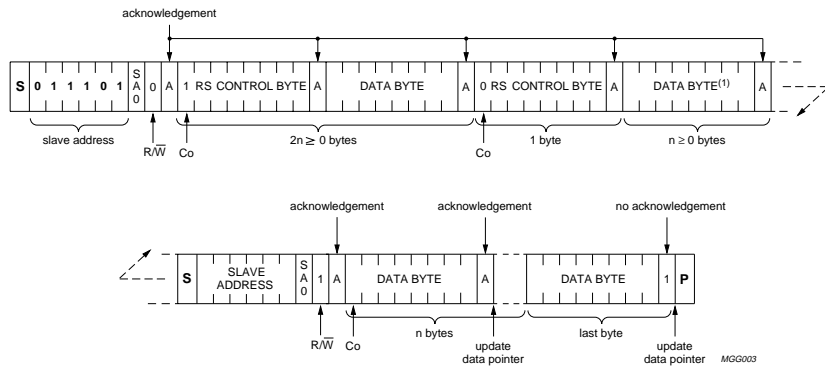 acknowledgement
S 0 1 1 1 0 1 SA0 0 A 1 RS CONTROL BYTE A DATA BYTE A 0 RS CONTROL BYTE A DATA BYTE(1) A
slave address 2n ≥ 0 bytes 1 byte n ≥ 0 bytes
R/W̅ Co Co
acknowledgement acknowledgement no acknowledgement
S SLAVE ADDRESS SA0 1 A DATA BYTE A DATA BYTE 1 P
n bytes last byte
R/W̅ Co update data pointer update data pointer
MGG003